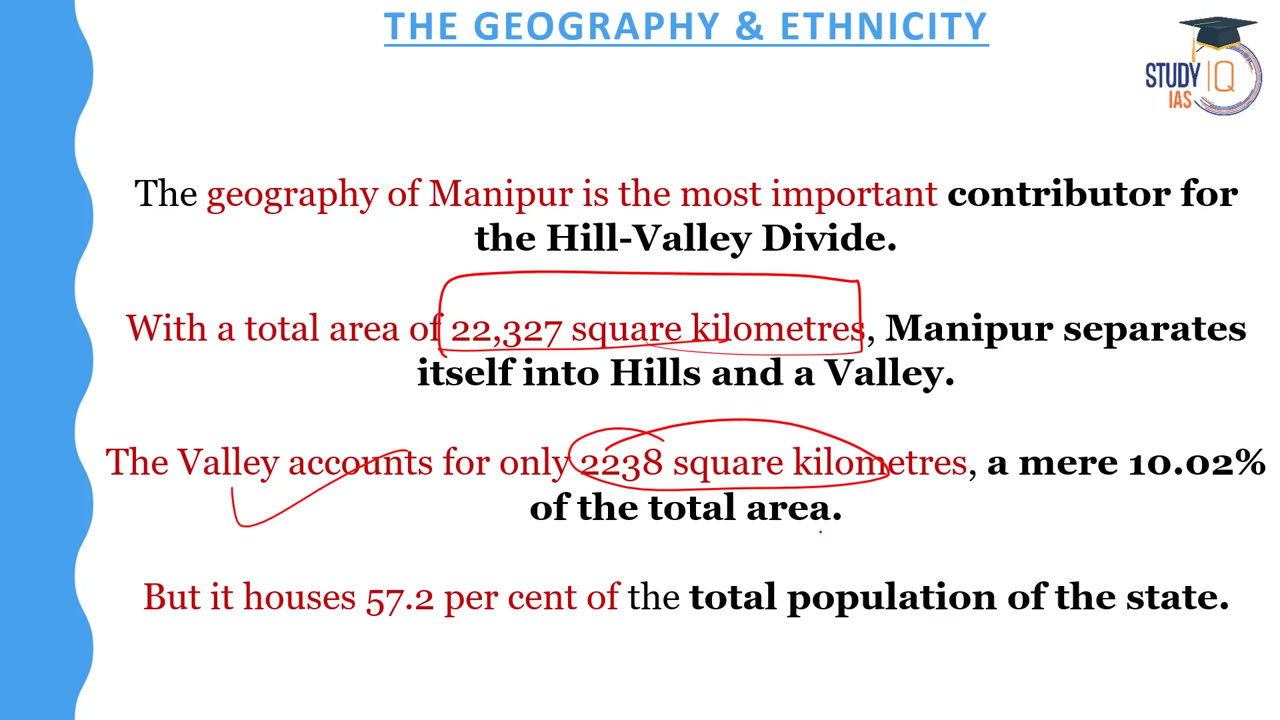 THE GEOGRAPHY & ETHNICITY
STUDY IQ
IAS
The geography of Manipur is the most important contributor for
the Hill-Valley Divide.
With a total area of 22,327 square kilometres, Manipur separates
itself into Hills and a Valley.
The Valley accounts for only 2238 square kilometres, a mere 10.02%
of the total area.
But it houses 57.2 per cent of the total population of the state.